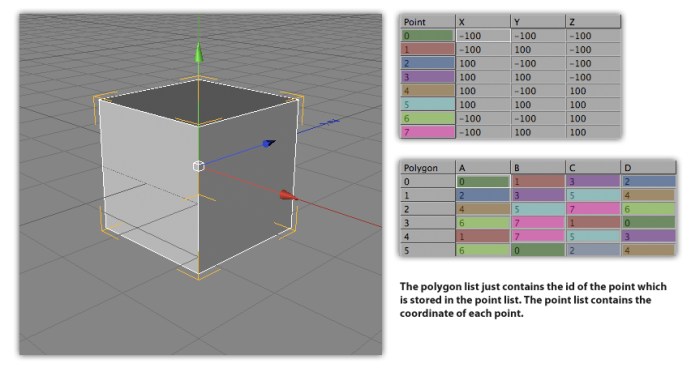 Point X Y Z
0 -100 -100 -100
1 -100 100 -100
2 100 -100 -100
3 100 100 -100
4 100 -100 100
5 100 100 100
6 -100 -100 100
7 -100 100 100
Polygon A B C D
0 0 1 3 2
1 2 3 5 4
2 4 5 7 6
3 6 7 1 0
4 1 7 5 3
5 6 0 2 4
The polygon list just contains the id of the point which
is stored in the point list. The point list contains the
coordinate of each point.